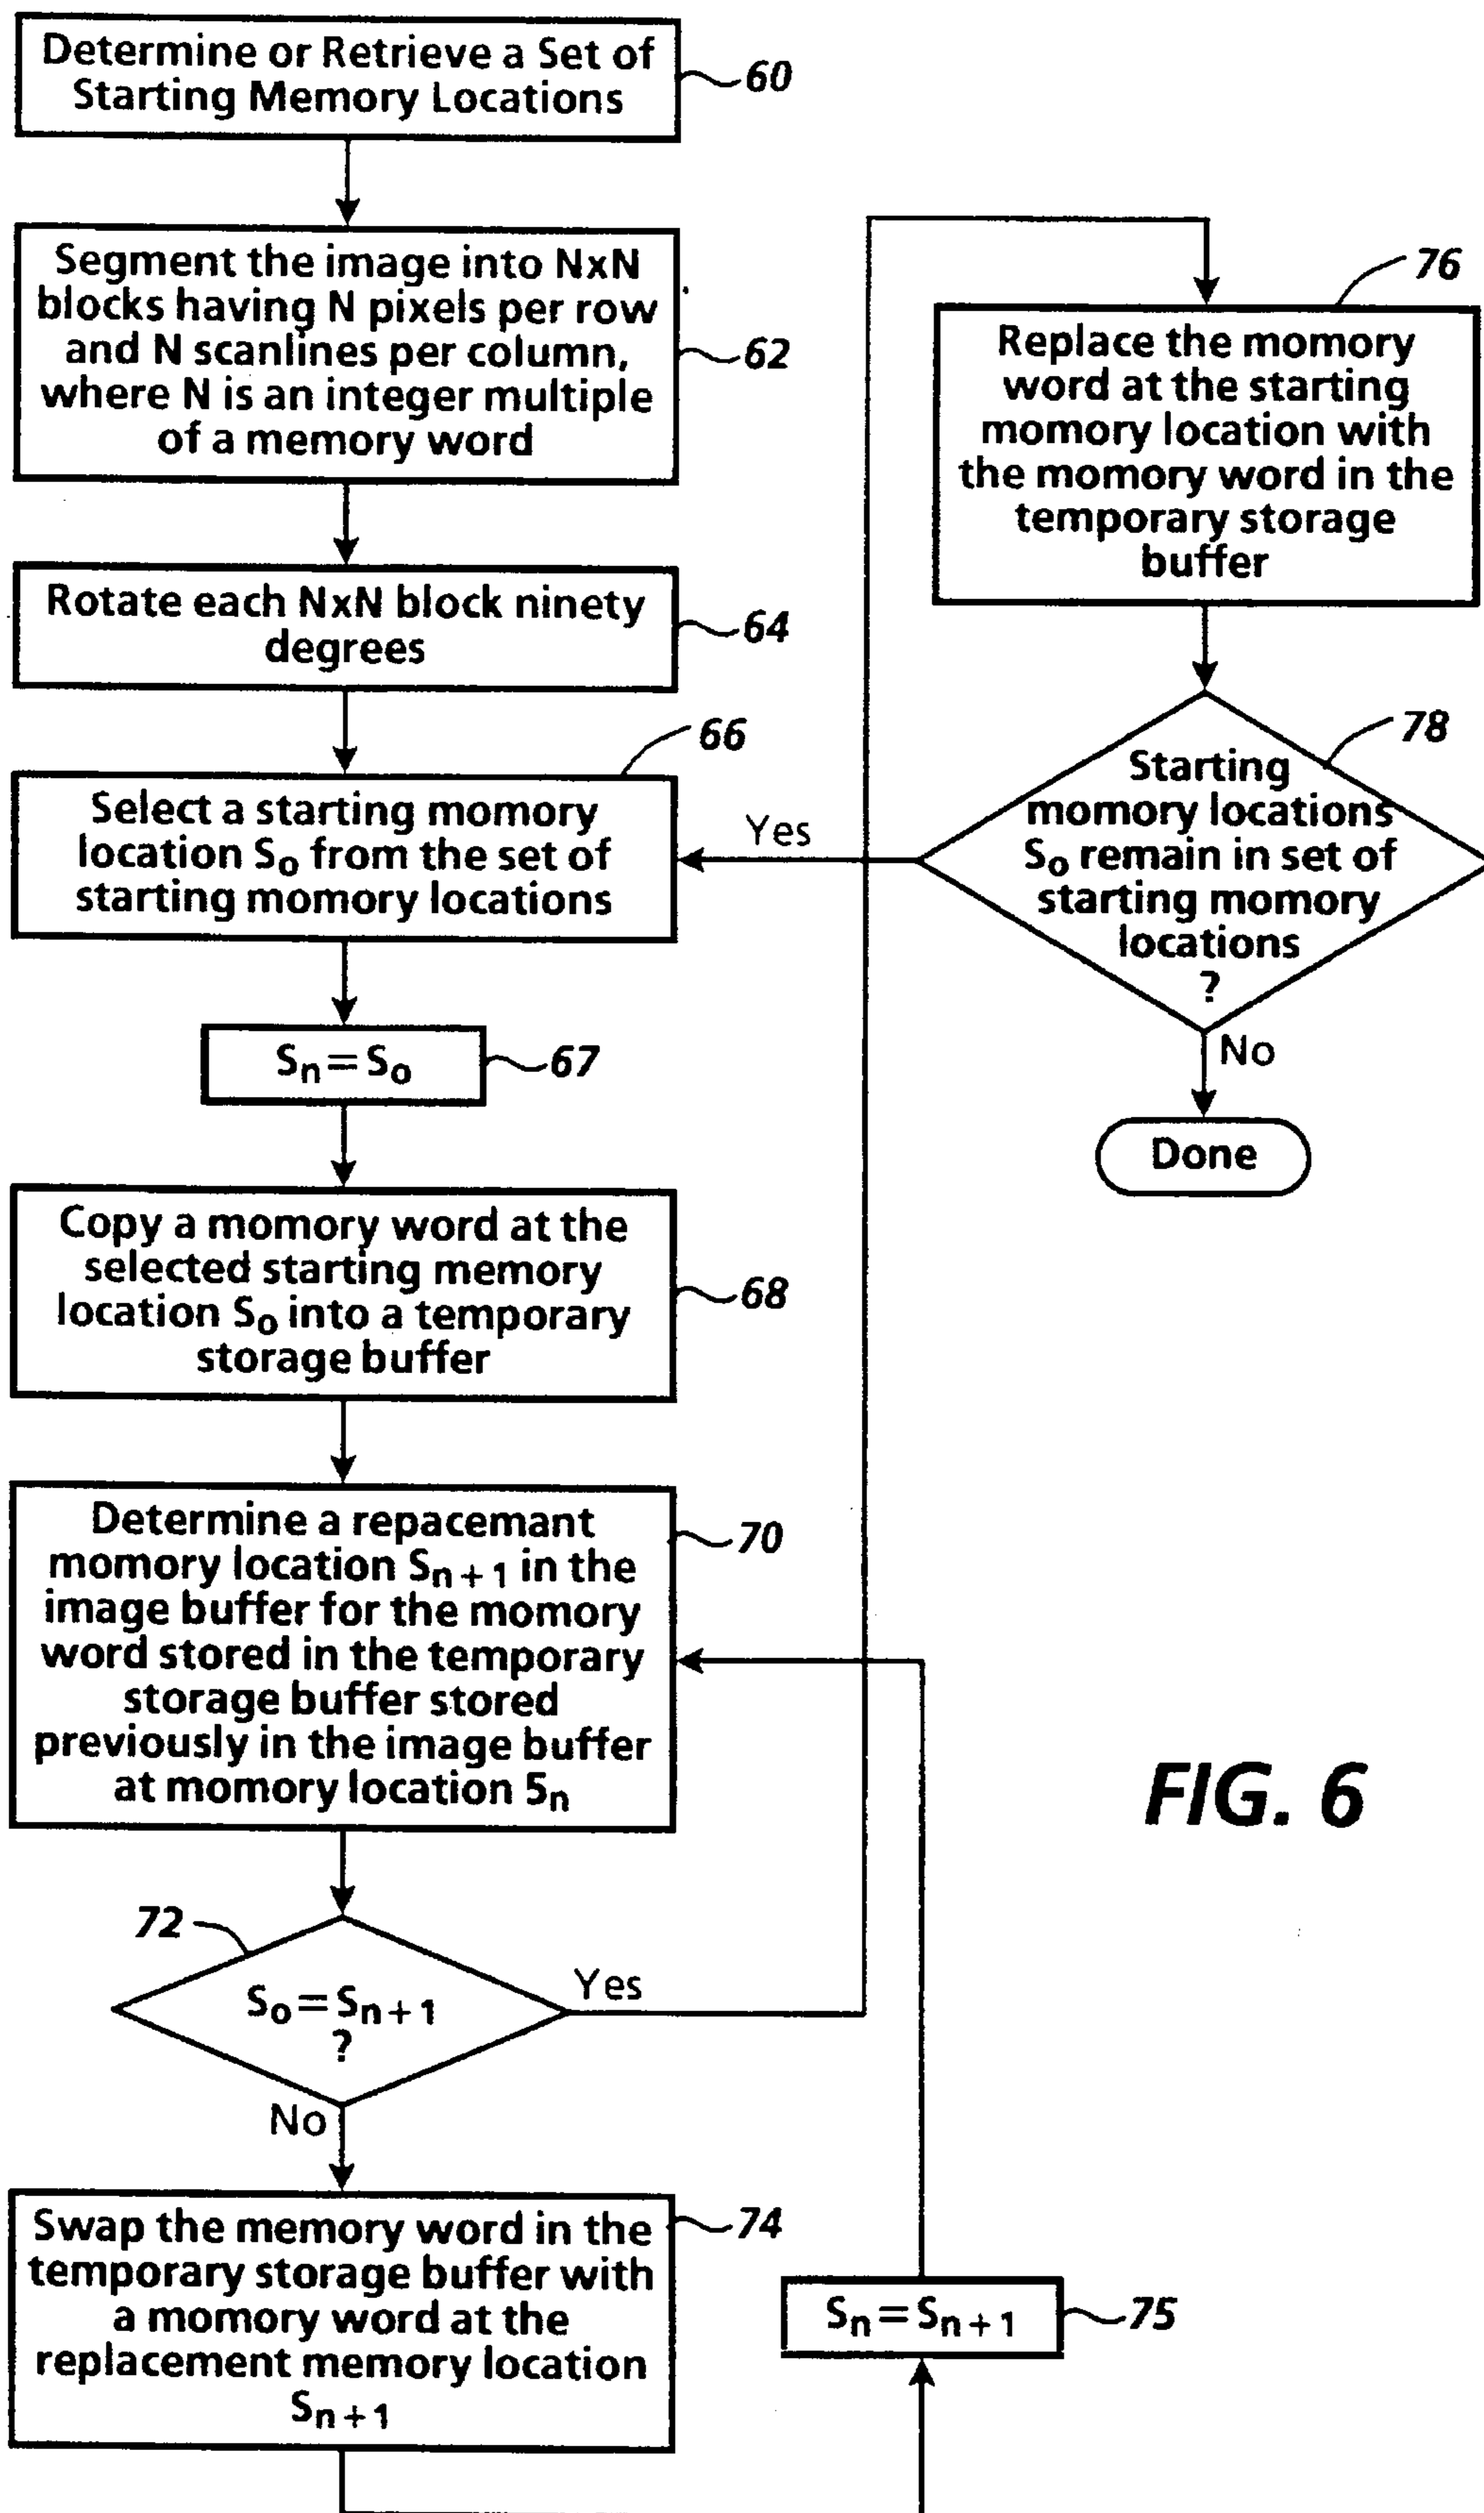 Determine or Retrieve a Set of
Starting Memory Locations
60
Segment the image into NxN
blocks having N pixels per row
and N scanlines per column,
where N is an integer multiple
of a memory word
62
Rotate each NxN block ninety
degrees
64
66
Select a starting momory
location So from the set of
starting momory locations
Sn = So
67
Copy a momory word at the
selected starting memory
location So into a temporary
storage buffer
68
Determine a repacemant
momory location Sn + 1 in the
image buffer for the momory
word stored in the temporary
storage buffer stored
previously in the image buffer
at momory location Sn
70
72
So = Sn + 1
?
Yes
No
Swap the memory word in the
temporary storage buffer with
a momory word at the
replacement memory location
Sn + 1
74
Sn = Sn + 1
75
76
Replace the momory
word at the starting
momory location with
the momory word in the
temporary storage
buffer
78
Starting
momory locations
So remain in set of
starting momory
locations
?
Yes
No
Done
FIG. 6